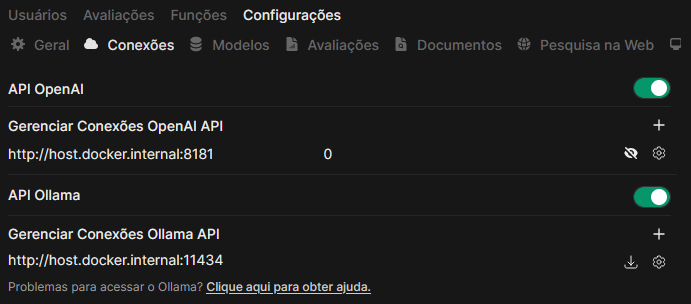 Usuários Avaliações Funções Configurações
Geral Conexões Modelos Avaliações Documentos Pesquisa na Web
API OpenAI
Gerenciar Conexões OpenAI API
http://host.docker.internal:8181 0
API Ollama
Gerenciar Conexões Ollama API
http://host.docker.internal:11434
Problemas para acessar o Ollama? Clique aqui para obter ajuda.